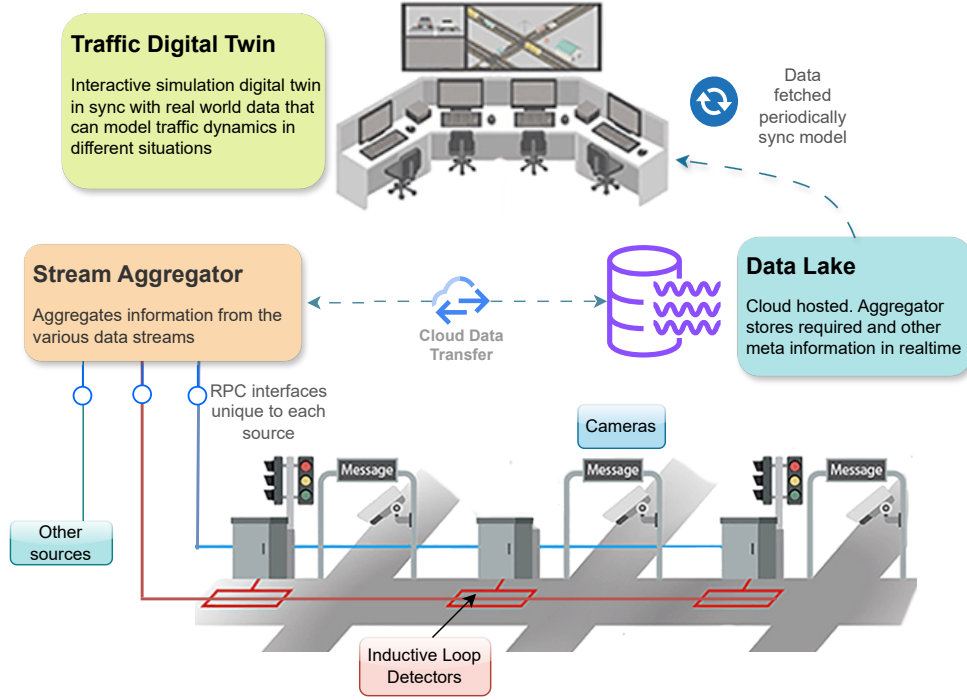 Traffic Digital Twin
Interactive simulation digital twin
in sync with real world data that
can model traffic dynamics in
different situations
Data
fetched
periodically
sync model
Stream Aggregator
Aggregates information from the
various data streams
Cloud Data
Transfer
Data Lake
Cloud hosted. Aggregator
stores required and other
meta information in realtime
RPC interfaces
unique to each
source
Cameras
Message
Message
Message
Other
sources
Inductive Loop
Detectors